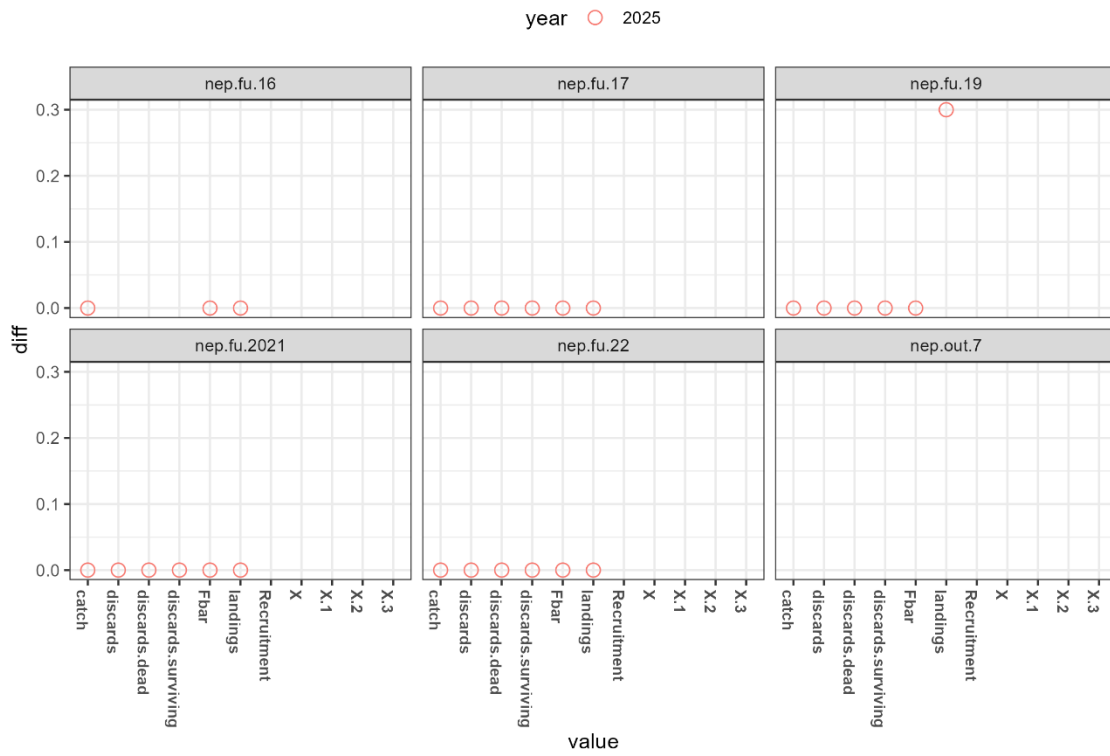 year 2025
nep.fu.16 nep.fu.17 nep.fu.19
0.3
0.2
0.1
0.0
diff
nep.fu.2021 nep.fu.22 nep.out.7
0.3
0.2
0.1
0.0
catch discards discards.dead discards.surviving Fbar landings Recruitment X X.1 X.2 X.3 catch discards discards.dead discards.surviving Fbar landings Recruitment X X.1 X.2 X.3 catch discards discards.dead discards.surviving Fbar landings Recruitment X X.1 X.2 X.3
value